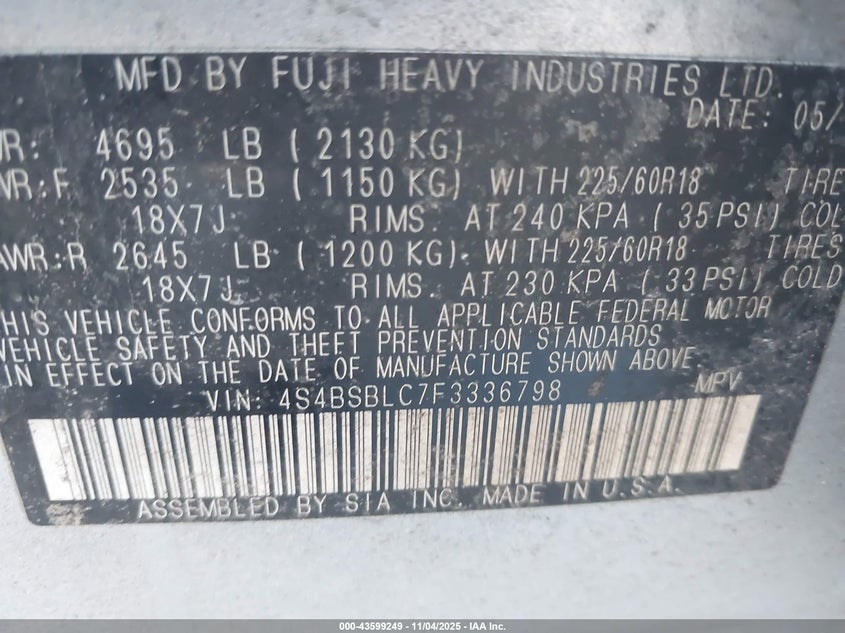 MFD BY FUJI HEAVY INDUSTRIES LTD.
DATE: 05/
WR: 4695 LB ( 2130 KG)
WR:F 2535 LB ( 1150 KG) WITH 225/60R18 TIRE
18X7J RIMS. AT 240 KPA ( 35 PSI) COL
AWR:R 2645 LB ( 1200 KG) WITH 225/60R18 TIRES
18X7J RIMS. AT 230 KPA ( 33 PSI) COLD
THIS VEHICLE CONFORMS TO ALL APPLICABLE FEDERAL MOTOR
VEHICLE SAFETY AND THEFT PREVENTION STANDARDS
IN EFFECT ON THE DATE OF MANUFACTURE SHOWN ABOVE.
VIN: 4S4BSBLC7F3336798 MPV
ASSEMBLED BY SIA INC. MADE IN U.S.A.
000-43599249 - 11/04/2025 - IAA Inc.